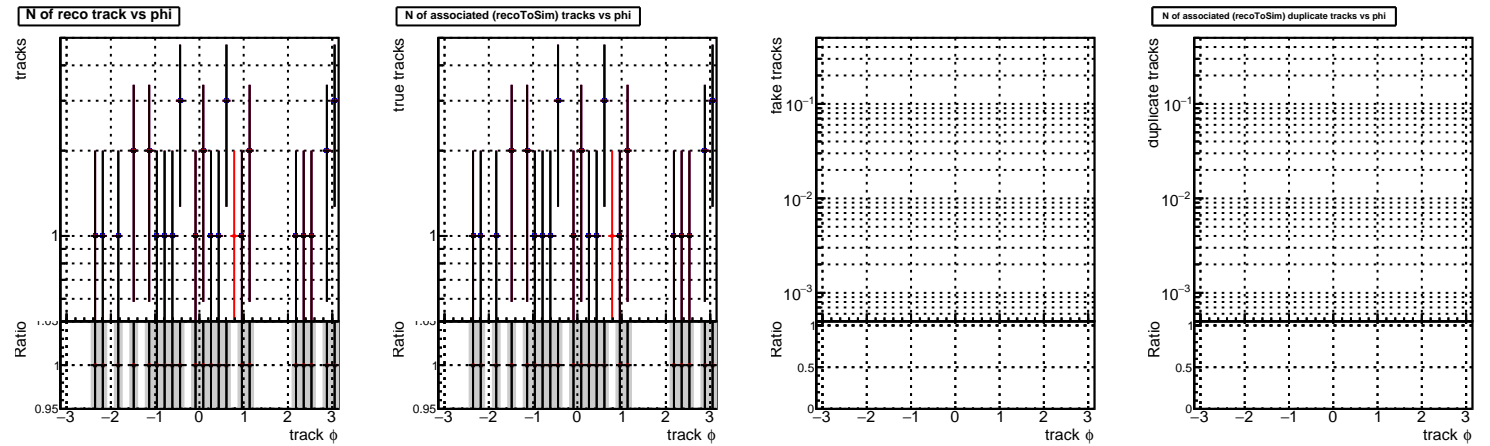 N of reco track vs phi
tracks
1
1.05
Ratio
1
0.95
−3 −2 −1 0 1 2 3
track ϕ
N of associated (recoToSim) tracks vs phi
true tracks
1
1.05
Ratio
1
0.95
−3 −2 −1 0 1 2 3
track ϕ
fake tracks
10−1
10−2
10−3
Ratio
1
0.5
0
−3 −2 −1 0 1 2 3
track ϕ
N of associated (recoToSim) duplicate tracks vs phi
duplicate tracks
10−1
10−2
10−3
Ratio
1
0.5
0
−3 −2 −1 0 1 2 3
track ϕ